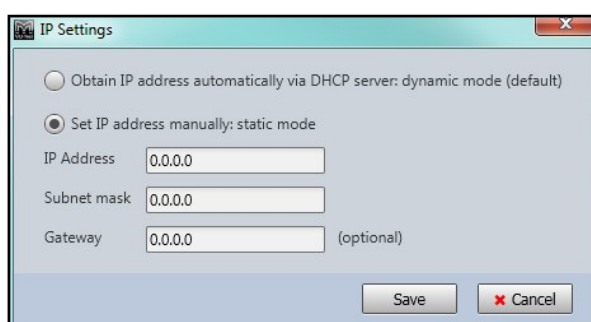 IP Settings
Obtain IP address automatically via DHCP server: dynamic mode (default)
Set IP address manually: static mode
IP Address 0.0.0.0
Subnet mask 0.0.0.0
Gateway 0.0.0.0 (optional)
Save Cancel